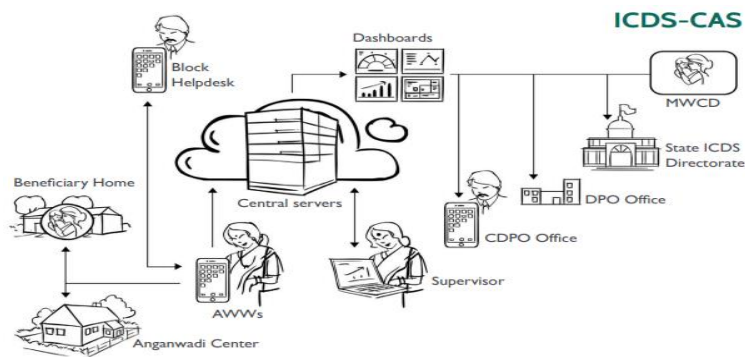 ICDS-CAS
Dashboards
Block
Helpdesk
MWCD
State ICDS
Directorate
Beneficiary Home
Central servers
DPO Office
CDPO Office
Supervisor
AWWs
Anganwadi Center